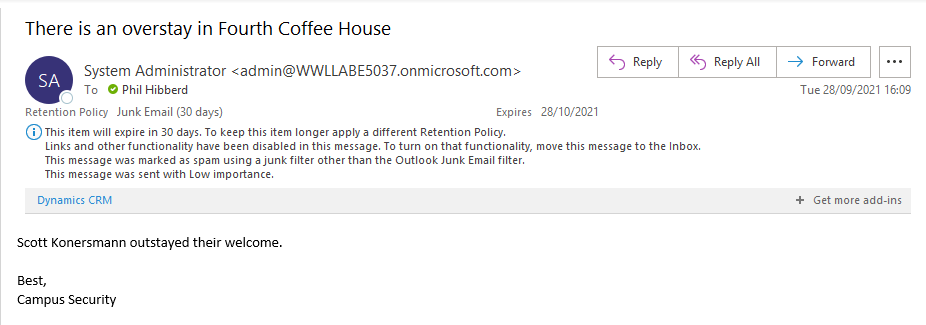 There is an overstay in Fourth Coffee House
SA
System Administrator <admin@WWLLABE5037.onmicrosoft.com>
To Phil Hibberd
Reply
Reply All
Forward
Tue 28/09/2021 16:09
Retention Policy Junk Email (30 days)
Expires 28/10/2021
This item will expire in 30 days. To keep this item longer apply a different Retention Policy.
Links and other functionality have been disabled in this message. To turn on that functionality, move this message to the Inbox.
This message was marked as spam using a junk filter other than the Outlook Junk Email filter.
This message was sent with Low importance.
Dynamics CRM
+ Get more add-ins
Scott Konersmann outstayed their welcome.
Best,
Campus Security